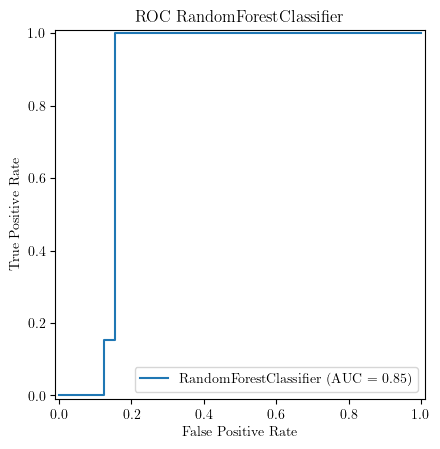 ROC RandomForestClassifier
1.0
0.8
0.6
0.4
0.2
0.0
True Positive Rate
RandomForestClassifier (AUC = 0.85)
0.0 0.2 0.4 0.6 0.8 1.0
False Positive Rate